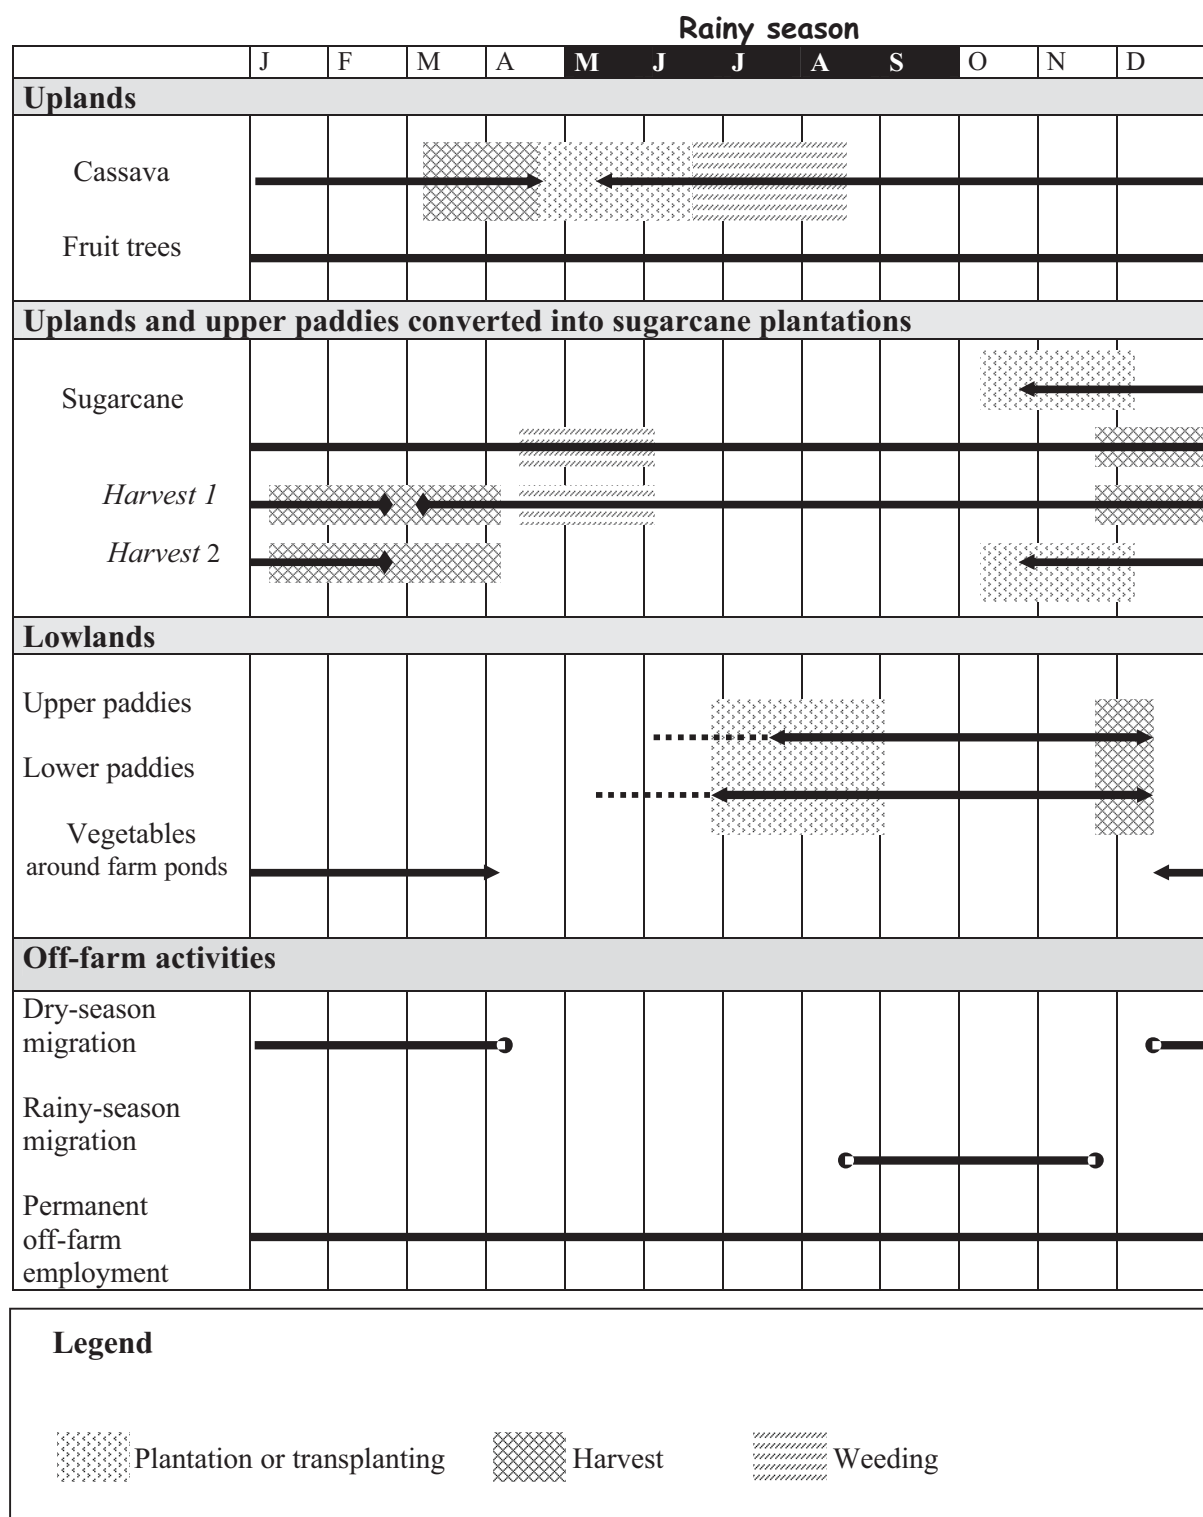 Rainy season
J F M A M J J A S O N D
Uplands
Cassava
Fruit trees
Uplands and upper paddies converted into sugarcane plantations
Sugarcane
Harvest 1
Harvest 2
Lowlands
Upper paddies
Lower paddies
Vegetables
around farm ponds
Off-farm activities
Dry-season
migration
Rainy-season
migration
Permanent
off-farm
employment
Legend
Plantation or transplanting Harvest Weeding